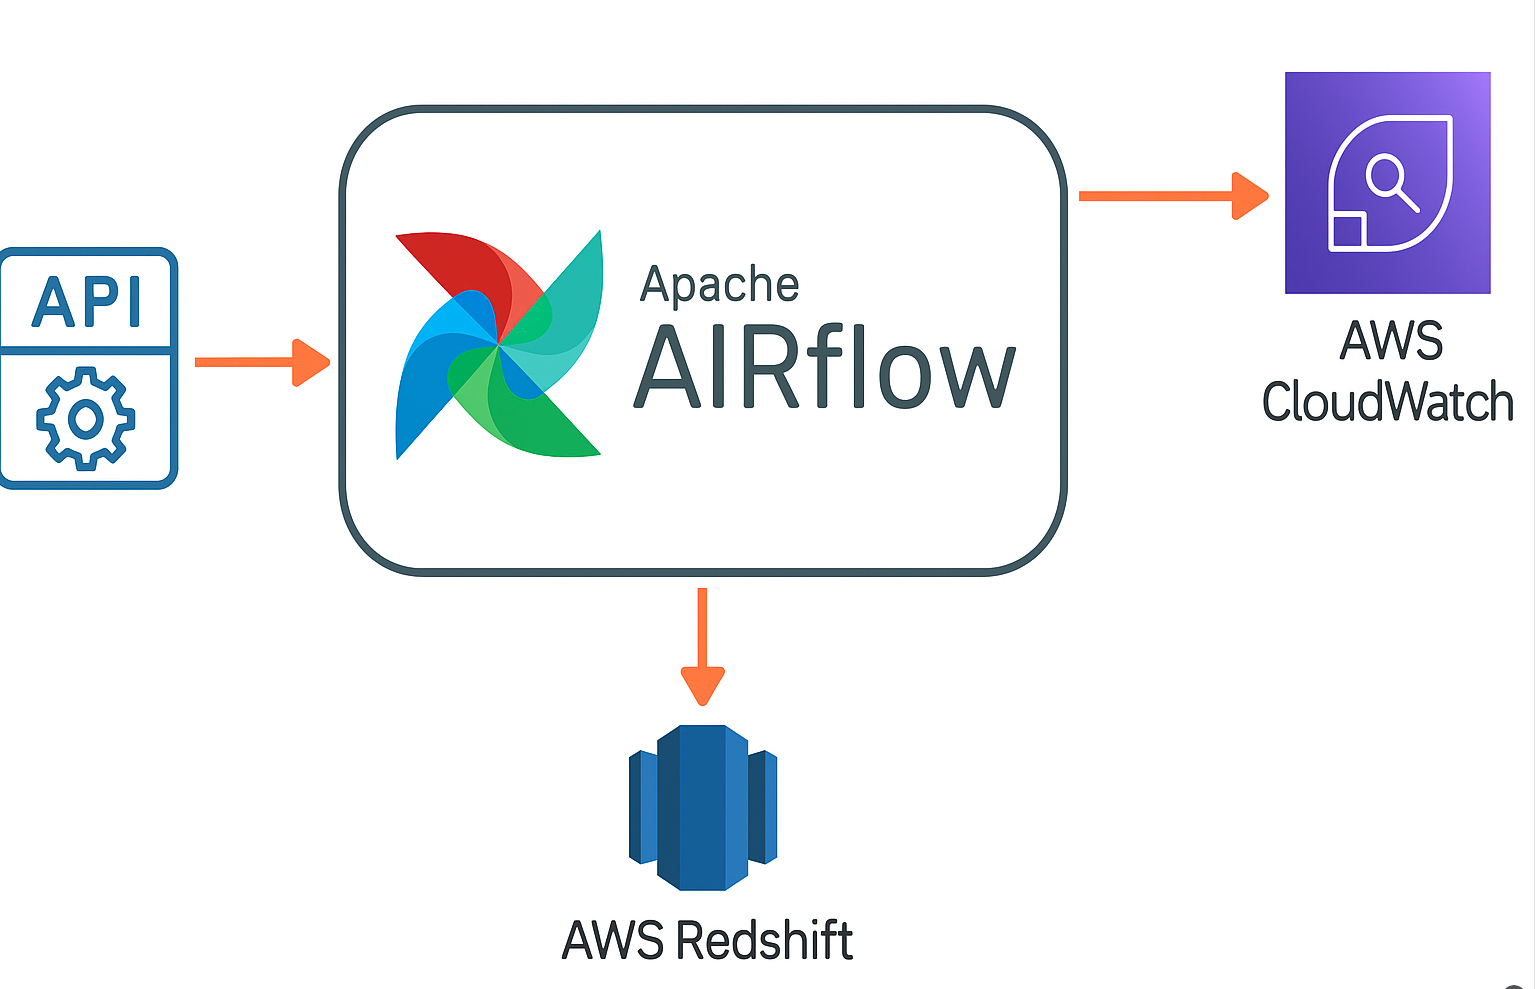 API
Apache
AIRflow
AWS
CloudWatch
AWS Redshift